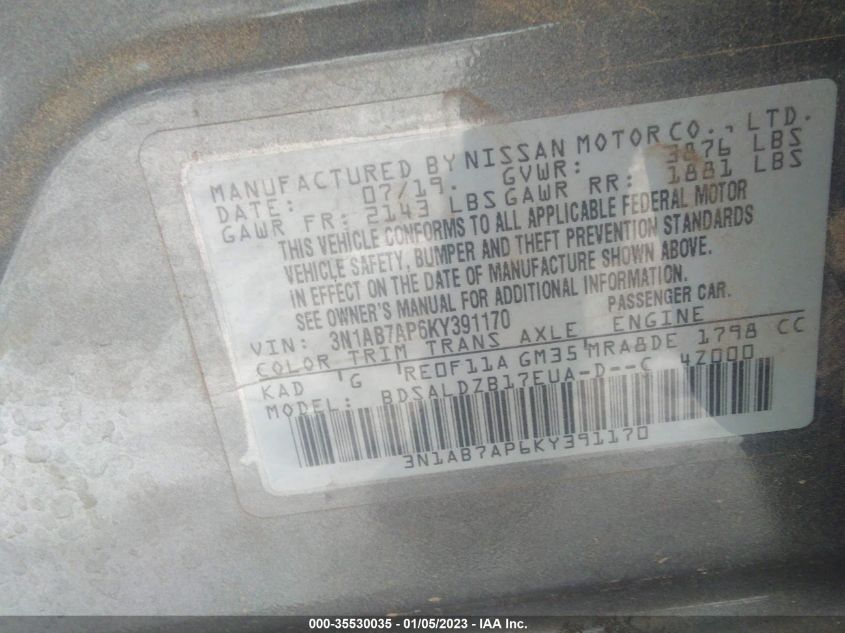 MANUFACTURED BY NISSAN MOTOR CO., LTD.
DATE: 07/19. GVWR: 3876 LBS
GAWR FR: 2143 LBS GAWR RR: 1881 LBS
THIS VEHICLE CONFORMS TO ALL APPLICABLE FEDERAL MOTOR
VEHICLE SAFETY, BUMPER AND THEFT PREVENTION STANDARDS
IN EFFECT ON THE DATE OF MANUFACTURE SHOWN ABOVE.
SEE OWNER'S MANUAL FOR ADDITIONAL INFORMATION.
VIN: 3N1AB7AP6KY391170 PASSENGER CAR.
COLOR TRIM TRANS AXLE ENGINE
KAD G RE0F11A GM35 MRA8DE 1798 CC
MODEL: BDSALDZB17EUA-D--C 4Z000
3N1AB7AP6KY391170
000-35530035 - 01/05/2023 - IAA Inc.